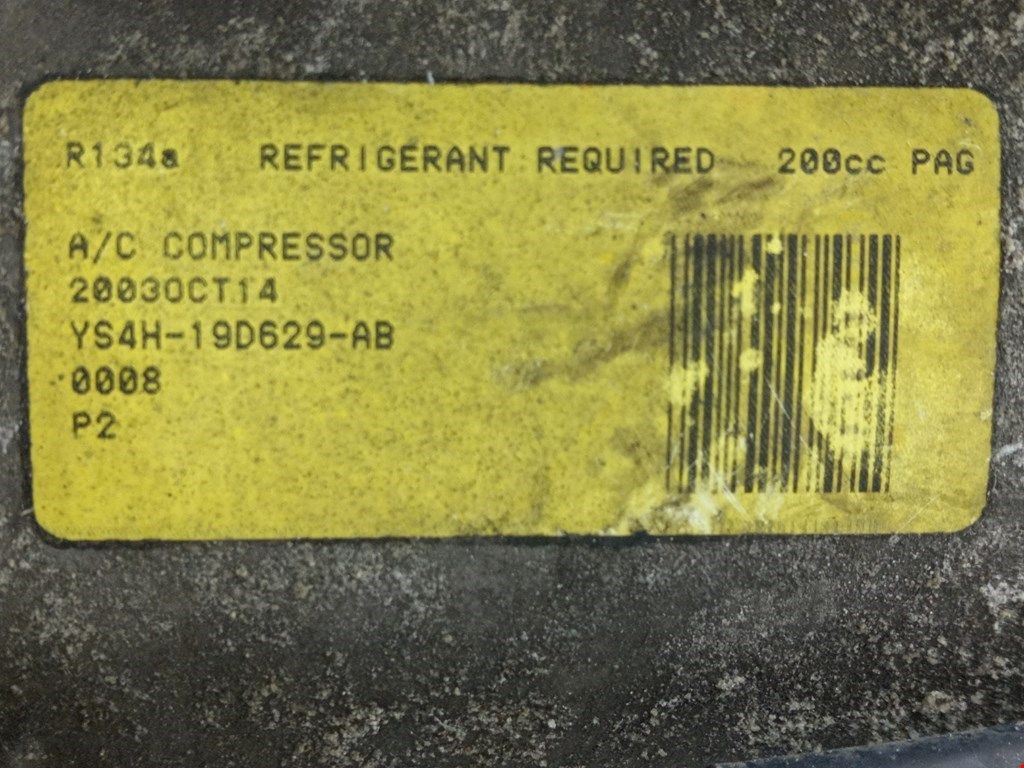 R134a REFRIGERANT REQUIRED 200cc PAG
A/C COMPRESSOR
2003OCT14
YS4H-19D629-AB
0008
P2